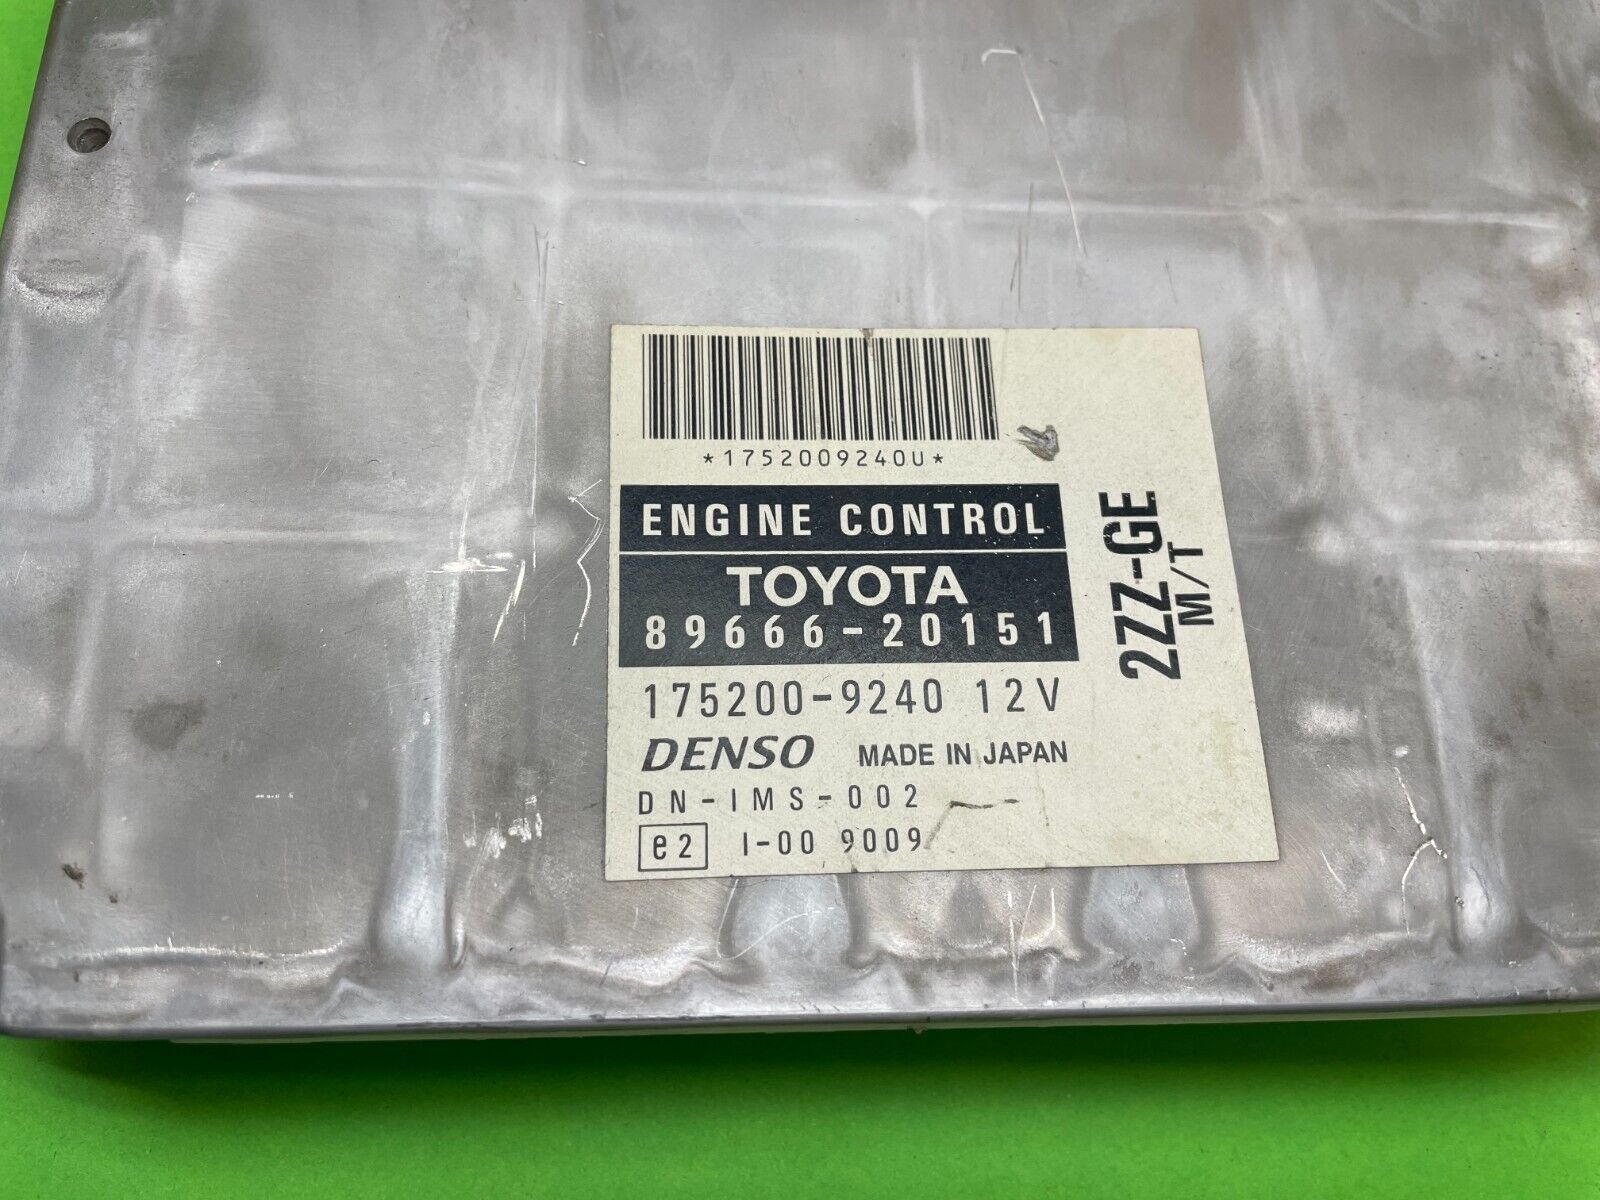 *1752009240U*
ENGINE CONTROL
TOYOTA
89666-20151
175200-9240 12V
DENSO MADE IN JAPAN
DN-IMS-002
e2 I-00 9009
2ZZ-GE
M/T